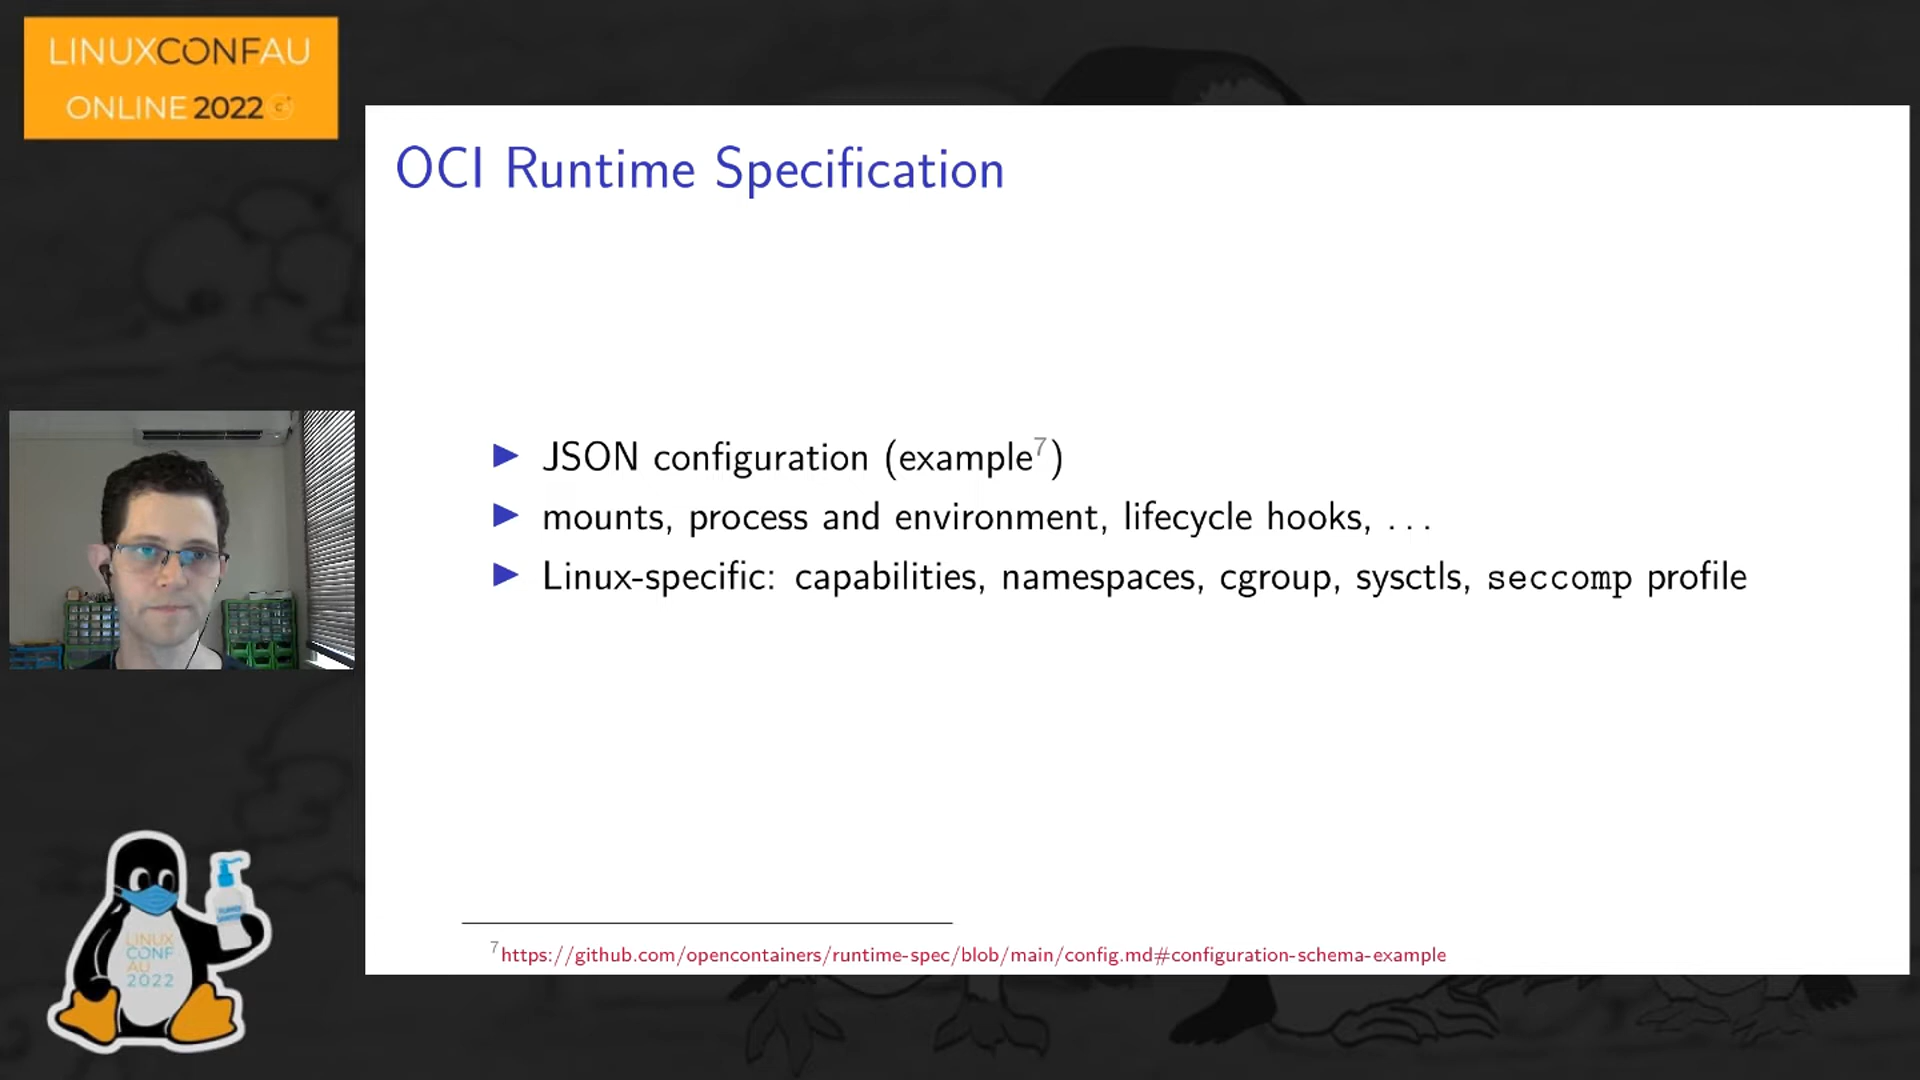 LINUXCONFAU
ONLINE 2022
OCI Runtime Specification
▶ JSON configuration (example⁷)
▶ mounts, process and environment, lifecycle hooks, ...
▶ Linux-specific: capabilities, namespaces, cgroup, sysctls, seccomp profile
⁷https://github.com/opencontainers/runtime-spec/blob/main/config.md#configuration-schema-example
LINUX
CONF
AU
2022